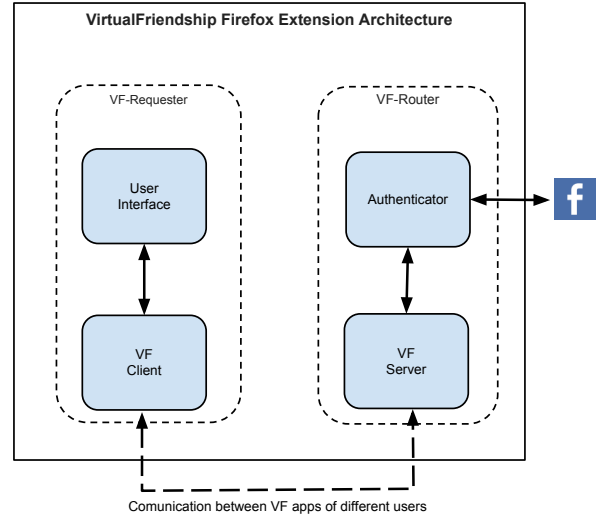 VirtualFriendship Firefox Extension Architecture
VF-Requester
VF-Router
User
Interface
Authenticator
f
VF
Client
VF
Server
Comunication between VF apps of different users